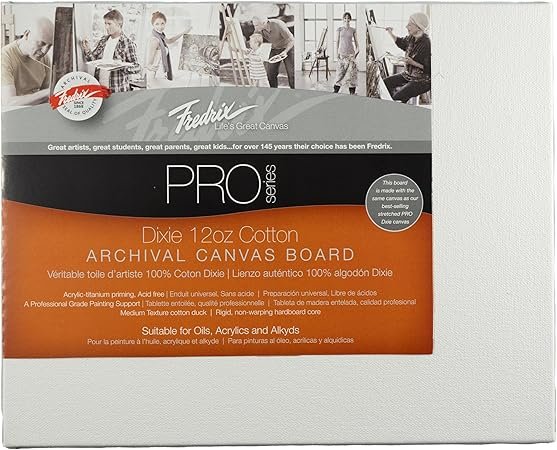 ARCHIVAL
Fredrix
SINCE
1868
SEAL OF QUALITY
Fredrix
Life's Great Canvas
Great artists, great students, great parents, great kids...for over 145 years their choice has been Fredrix.
PRO series
This board
is made with the
same canvas as our
best-selling
stretched PRO
Dixie canvas
Dixie 12oz Cotton
ARCHIVAL CANVAS BOARD
Véritable toile d'artiste 100% Coton Dixie | Lienzo auténtico 100% algodón Dixie
Acrylic-titanium priming, Acid free | Enduit universel, Sans acide | Preparación universal, Libre de ácidos
A Professional Grade Painting Support | Tablette entoilée, qualité professionnelle | Tableta de madera entelada, calidad profesional
Medium Texture cotton duck | Rigid, non-warping hardboard core
Suitable for Oils, Acrylics and Alkyds
Pour la peinture à l'huile, acrylique et alkyde | Para pinturas al óleo, acrílicas y alquídicas